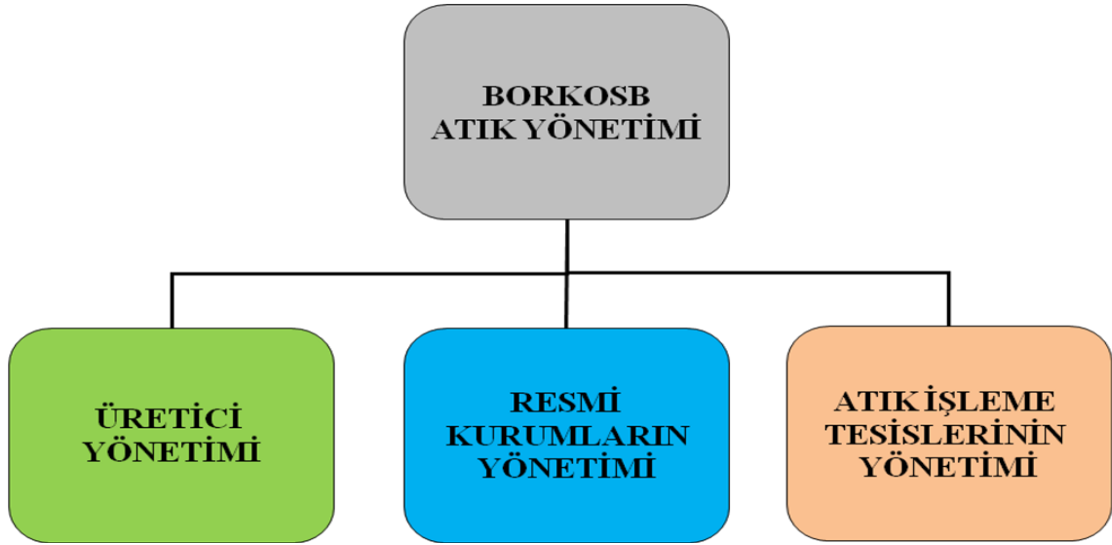 BORKOSB
ATIK YÖNETİMİ
ÜRETİCİ
YÖNETİMİ
RESMİ
KURUMLARIN
YÖNETİMİ
ATIK İŞLEME
TESİSLERİNİN
YÖNETİMİ